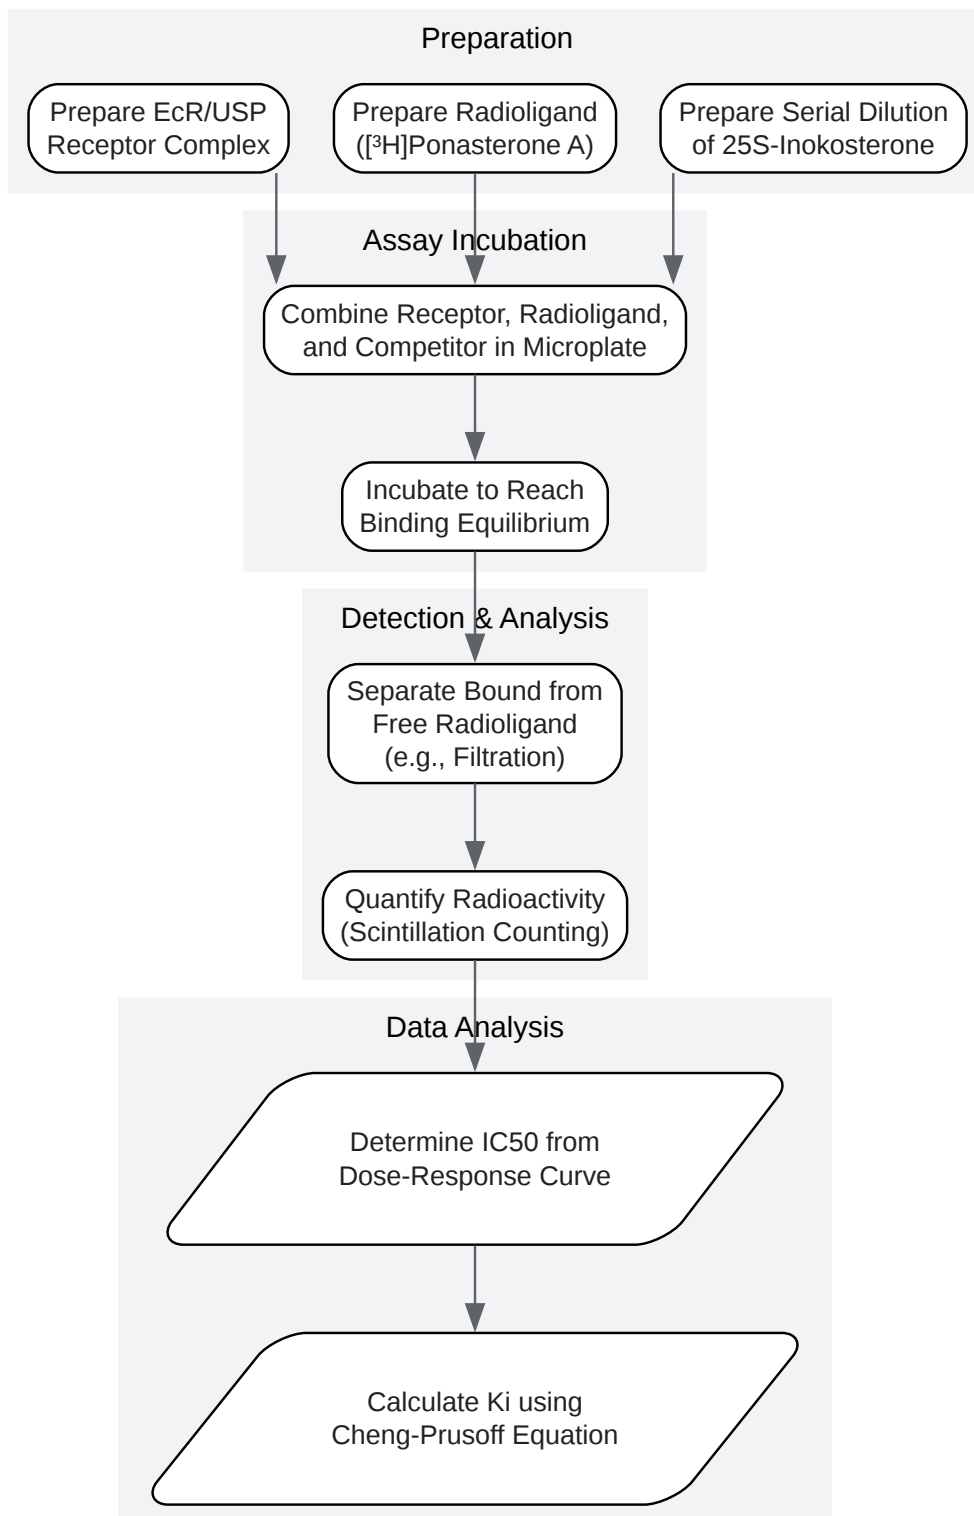 Preparation
Prepare EcR/USP
Receptor Complex
Prepare Radioligand
([³H]Ponasterone A)
Prepare Serial Dilution
of 25S-Inokosterone
Assay Incubation
Combine Receptor, Radioligand,
and Competitor in Microplate
Incubate to Reach
Binding Equilibrium
Detection & Analysis
Separate Bound from
Free Radioligand
(e.g., Filtration)
Quantify Radioactivity
(Scintillation Counting)
Data Analysis
Determine IC50 from
Dose-Response Curve
Calculate Ki using
Cheng-Prusoff Equation